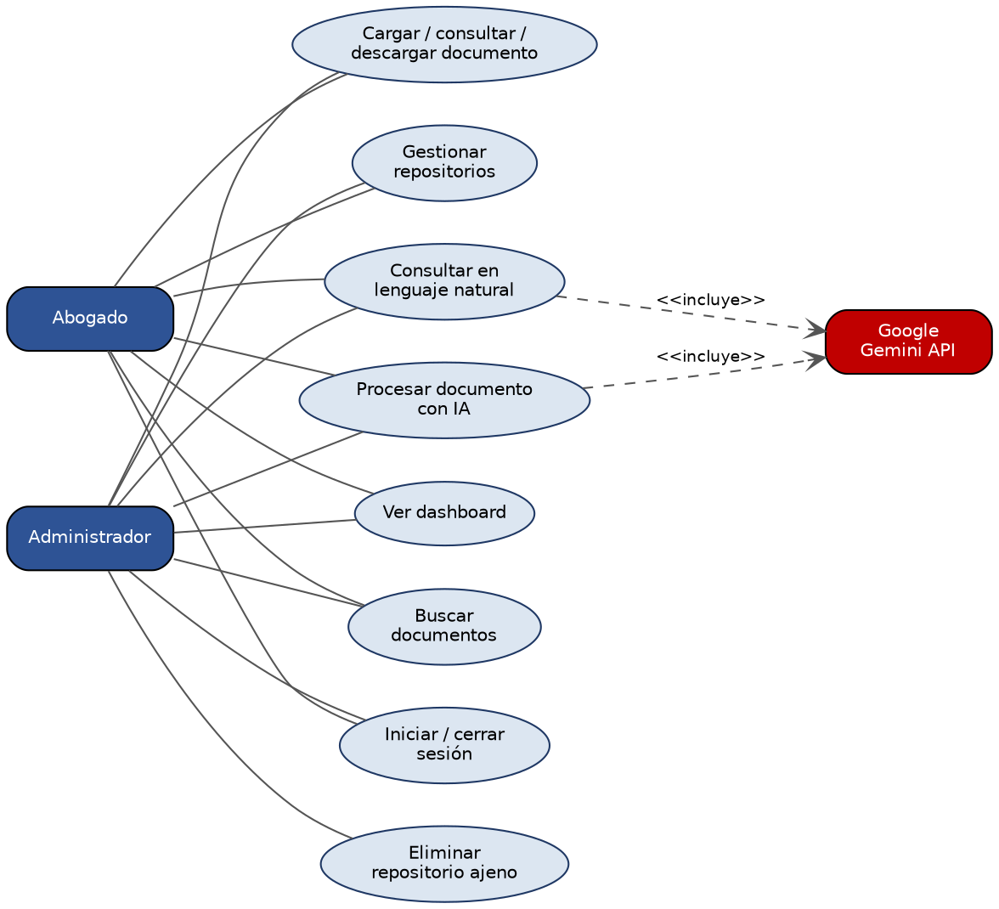 Cargar / consultar /
descargar documento
Gestionar
repositorios
Consultar en
lenguaje natural
<<incluye>>
Abogado
Google
Gemini API
<<incluye>>
Procesar documento
con IA
Ver dashboard
Administrador
Buscar
documentos
Iniciar / cerrar
sesión
Eliminar
repositorio ajeno